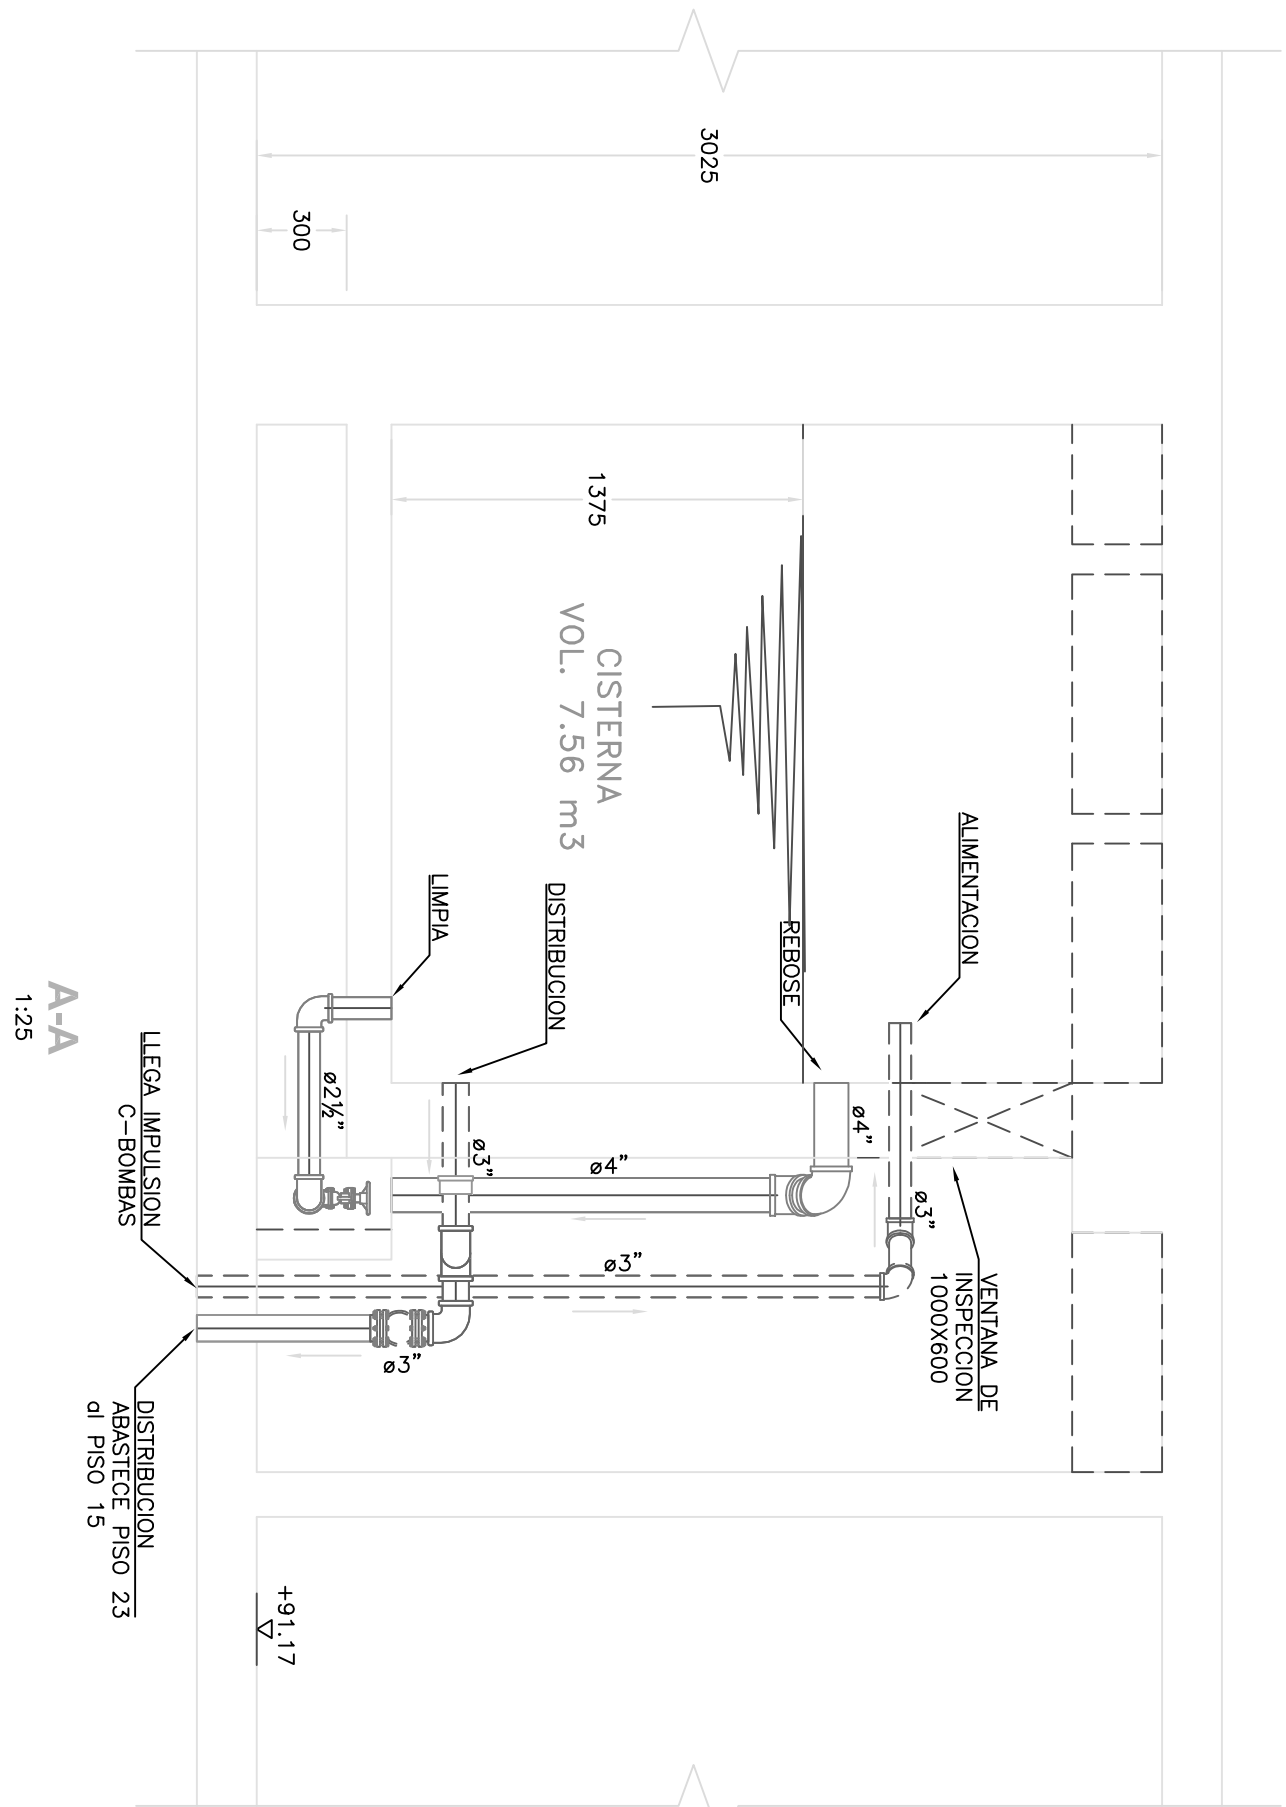 3025
300
1375
CISTERNA
VOL. 7.56 m3
ALIMENTACION
REBOSE
DISTRIBUCION
LIMPIA
ø4"
ø3"
VENTANA DE
INSPECCION
1000X600
ø4"
ø3"
ø3"
ø2½"
ø3"
LLEGA IMPULSION
C-BOMBAS
DISTRIBUCION
ABASTECE PISO 23
al PISO 15
+91.17
A-A
1:25